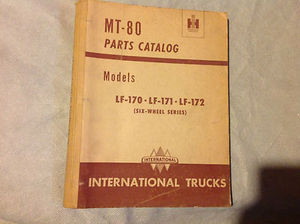 MT-80
PARTS CATALOG
Models
LF-170 · LF-171 · LF-172
(SIX-WHEEL SERIES)
INTERNATIONAL
INTERNATIONAL TRUCKS